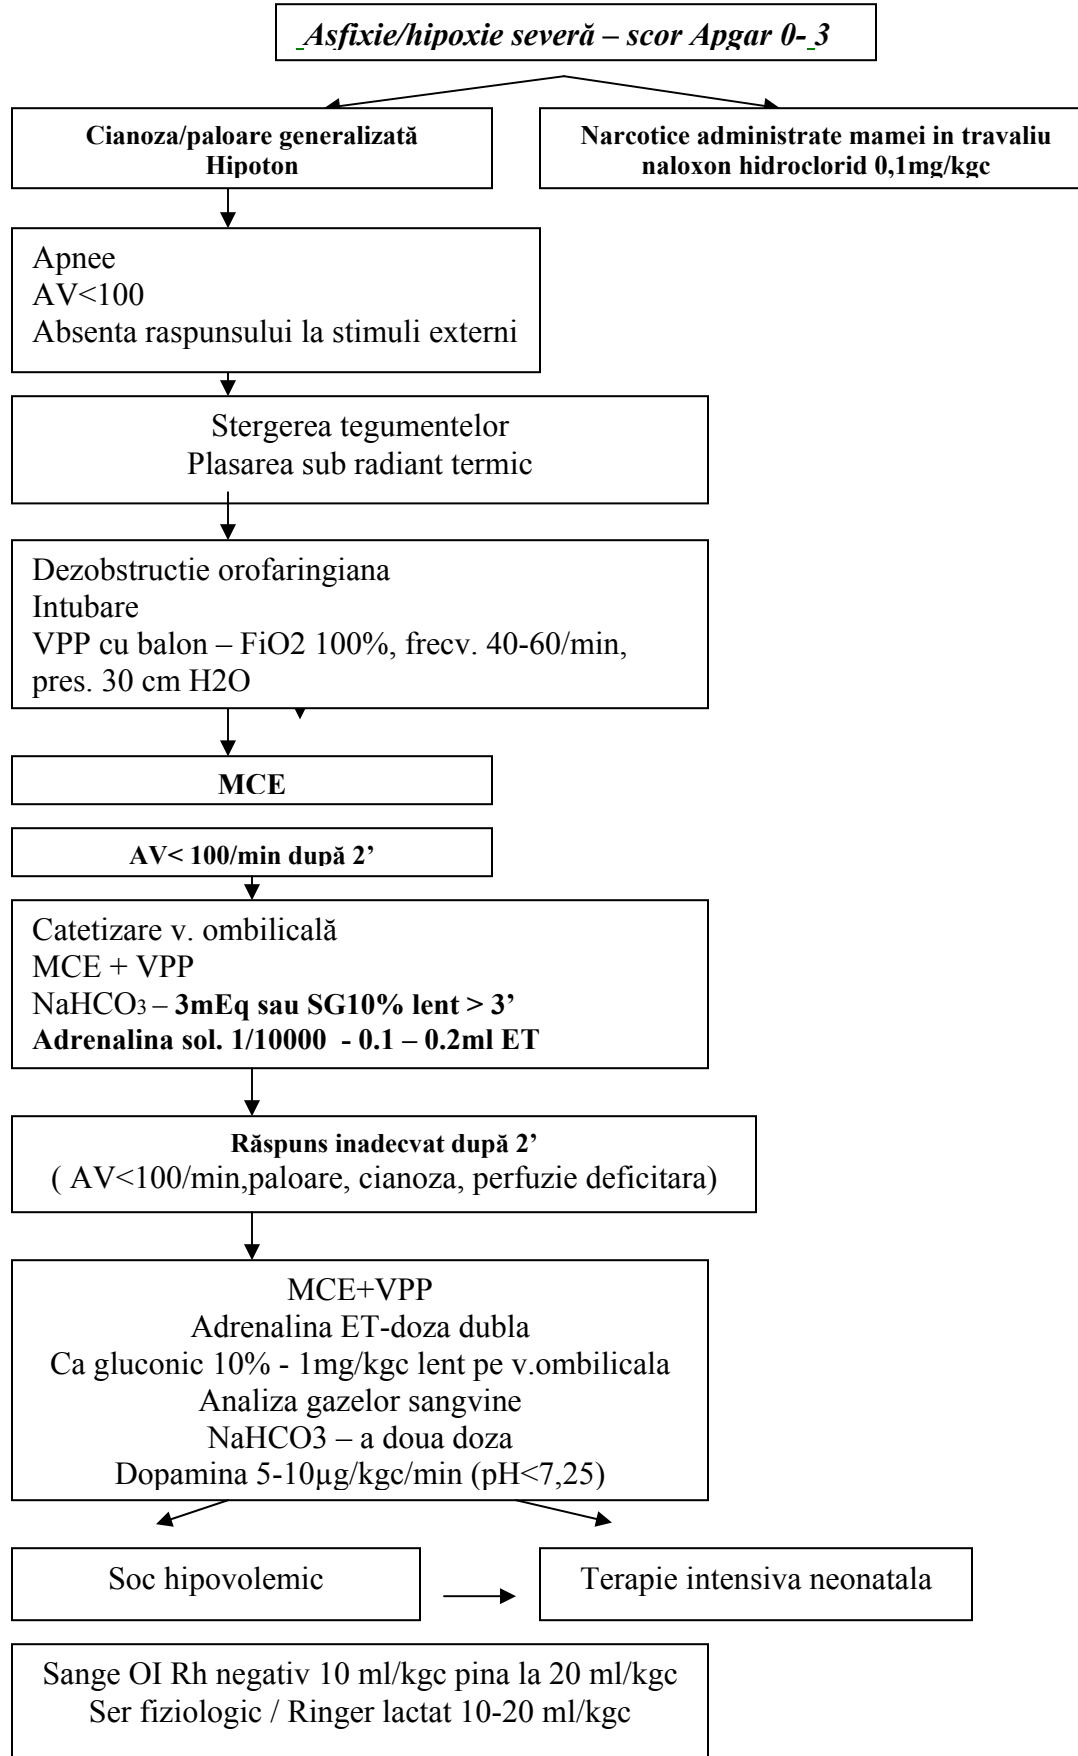 Asfixie/hipoxie severă – scor Apgar 0- 3
Cianoza/paloare generalizată
Hipoton
Narcotice administrate mamei in travaliu
naloxon hidroclorid 0,1mg/kgc
Apnee
AV<100
Absenta raspunsului la stimuli externi
Stergerea tegumentelor
Plasarea sub radiant termic
Dezobstructie orofaringiana
Intubare
VPP cu balon – FiO2 100%, frecv. 40-60/min,
pres. 30 cm H2O
MCE
AV< 100/min după 2’
Catetizare v. ombilicală
MCE + VPP
NaHCO3 – 3mEq sau SG10% lent > 3’
Adrenalina sol. 1/10000 - 0.1 – 0.2ml ET
Răspuns inadecvat după 2’
( AV<100/min,paloare, cianoza, perfuzie deficitara)
MCE+VPP
Adrenalina ET-doza dubla
Ca gluconic 10% - 1mg/kgc lent pe v.ombilicala
Analiza gazelor sangvine
NaHCO3 – a doua doza
Dopamina 5-10µg/kgc/min (pH<7,25)
Soc hipovolemic
Terapie intensiva neonatala
Sange OI Rh negativ 10 ml/kgc pina la 20 ml/kgc
Ser fiziologic / Ringer lactat 10-20 ml/kgc